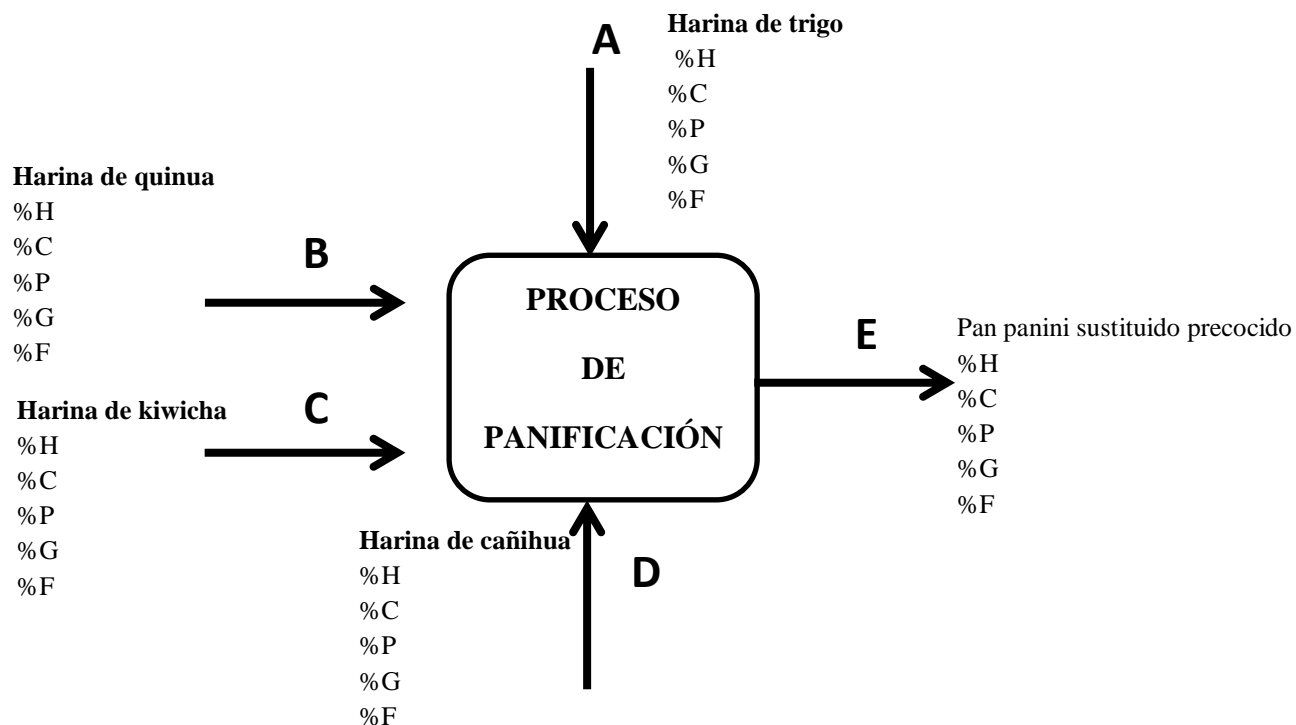 A
Harina de trigo
%H
%C
%P
%G
%F
Harina de quinua
%H
%C
%P
%G
%F
B
Harina de kiwicha
%H
%C
%P
%G
%F
C
PROCESO
DE
PANIFICACIÓN
E
Pan panini sustituido precocido
%H
%C
%P
%G
%F
Harina de cañihua
%H
%C
%P
%G
%F
D